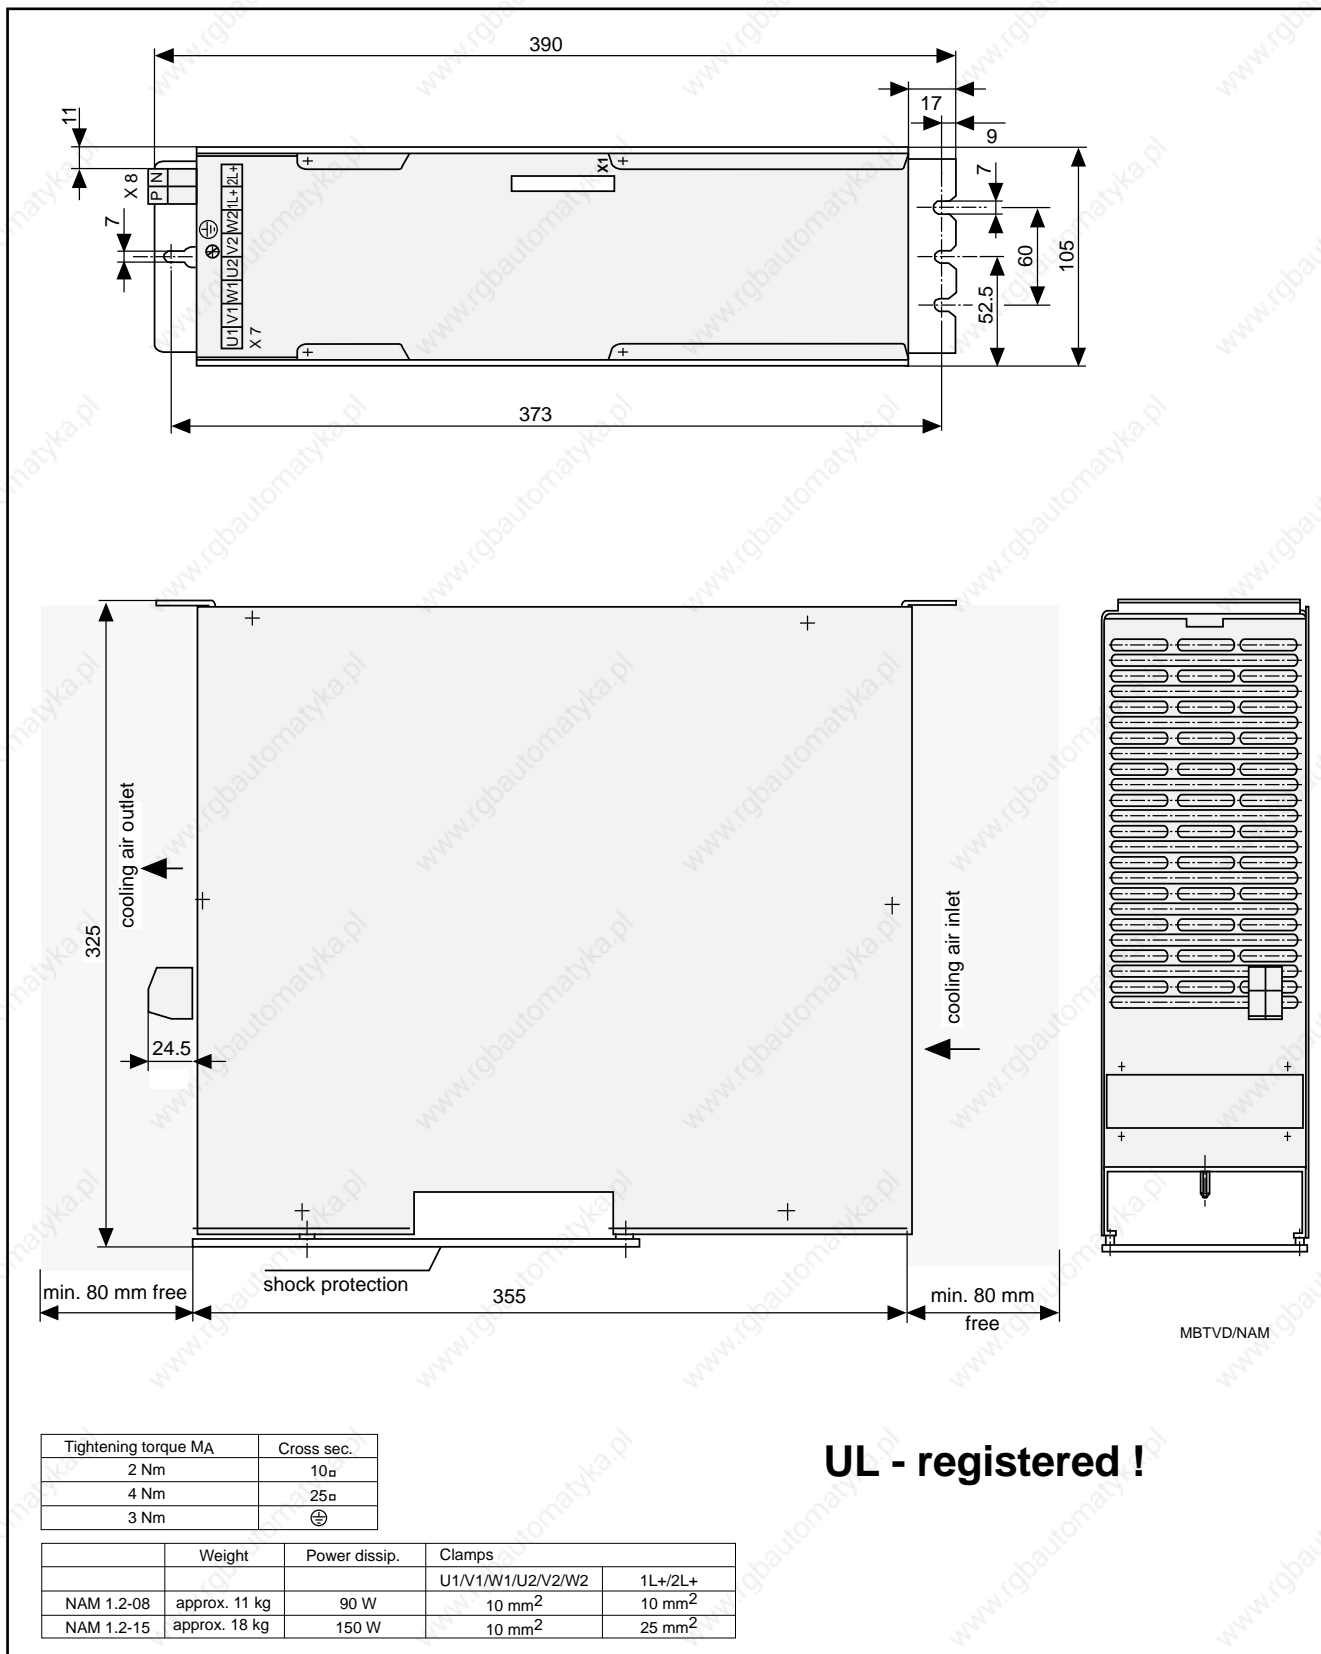 390
17
9
11
X 8
P N
7
U1 V1 W1 U2 V2 W2 1L+ 2L+
X 7
X1
7
60
52.5
105
373
325
cooling air outlet
cooling air inlet
24.5
min. 80 mm free
shock protection
355
min. 80 mm
free
MBTVD/NAM
UL - registered !
Tightening torque MA Cross sec.
2 Nm 10□
4 Nm 25□
3 Nm ⏚
Weight Power dissip. Clamps
U1/V1/W1/U2/V2/W2 1L+/2L+
NAM 1.2-08 approx. 11 kg 90 W 10 mm² 10 mm²
NAM 1.2-15 approx. 18 kg 150 W 10 mm² 25 mm²
www.rgbautomatyka.pl